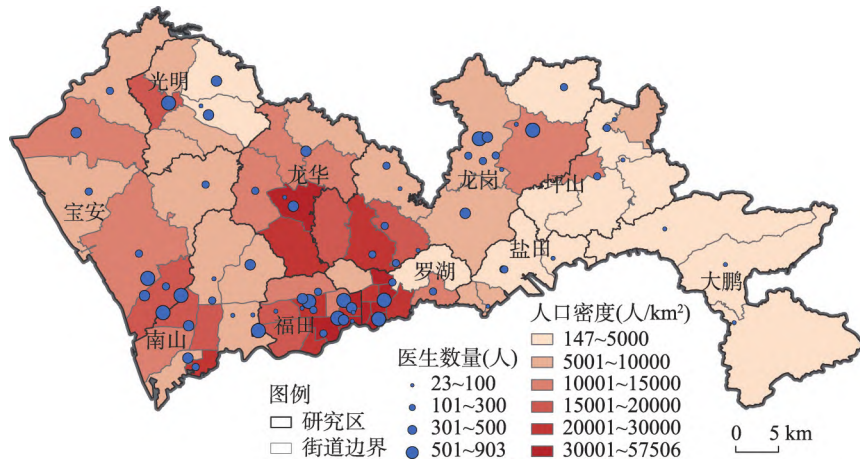 光明
龙华
宝安
龙岗
坪山
盐田
罗湖
大鹏
福田
南山
图例
研究区
街道边界
医生数量(人)
23~100
101~300
301~500
501~903
人口密度(人/km²)
147~5000
5001~10000
10001~15000
15001~20000
20001~30000
30001~57506
0 5 km